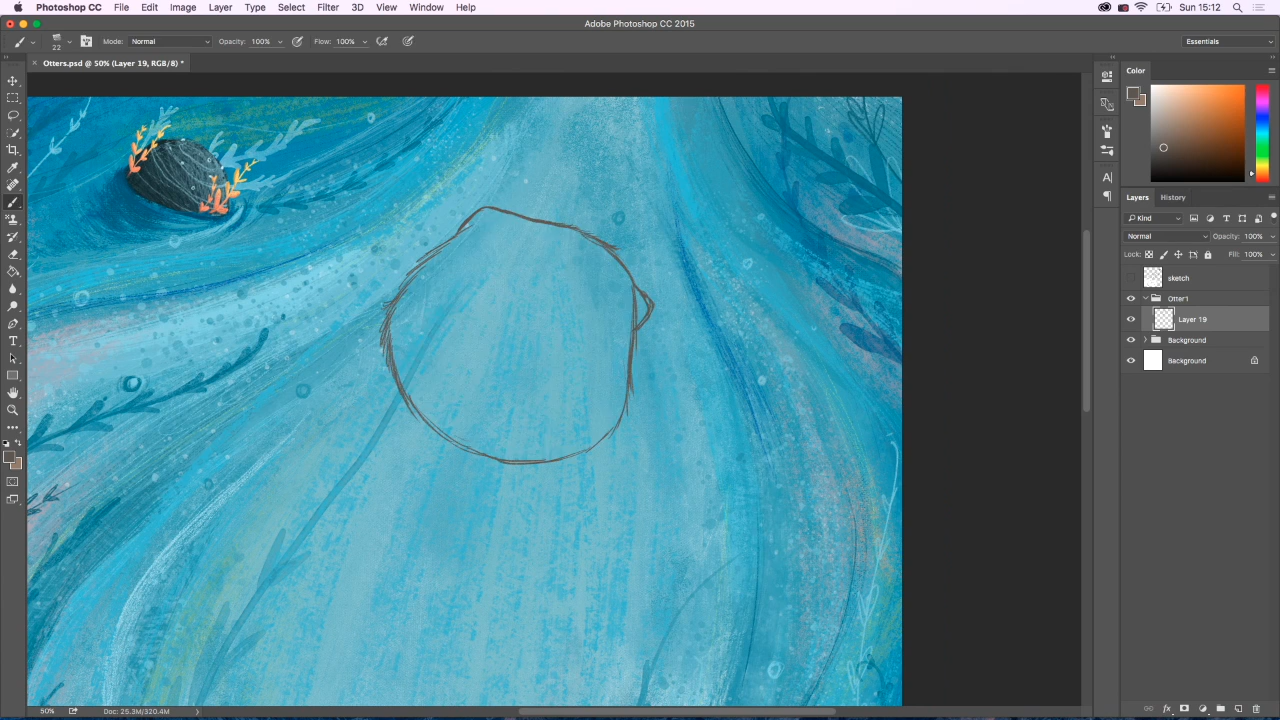 Photoshop CC File Edit Image Layer Type Select Filter 3D View Window Help Sun 15:12
Adobe Photoshop CC 2015
22 Mode: Normal Opacity: 100% Flow: 100% Essentials
× Otters.psd @ 50% (Layer 19, RGB/8) *
Color
Layers History
Kind
Normal Opacity: 100%
Lock: Fill: 100%
sketch
Otter1
Layer 19
Background
Background
50% Doc: 25.3M/320.4M